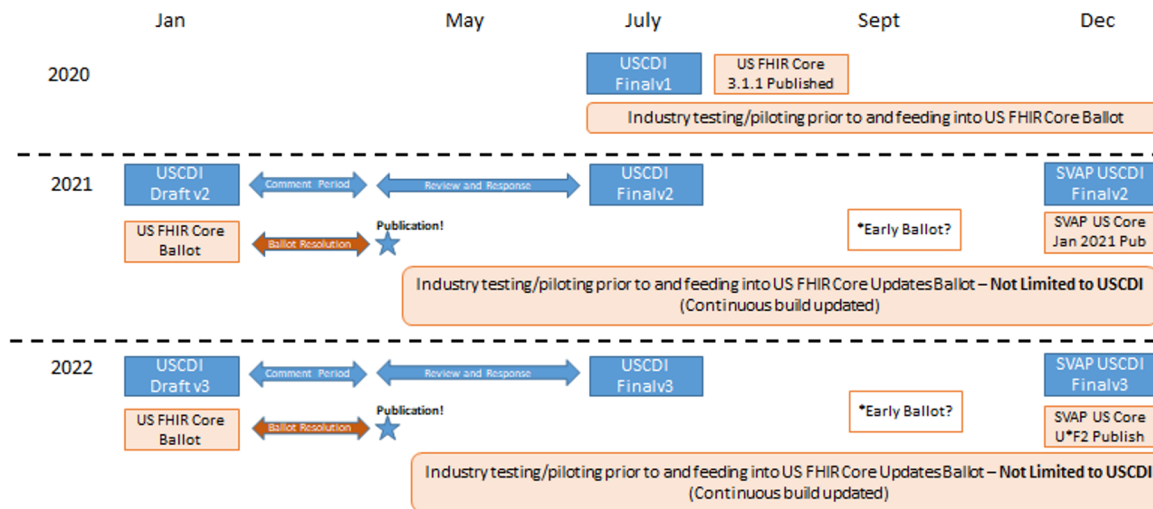 Jan May July Sept Dec
2020
USCDI
Finalv1
US FHIR Core
3.1.1 Published
Industry testing/piloting prior to and feeding into US FHIR Core Ballot
2021
USCDI
Draft v2
Comment Period
Review and Response
USCDI
Finalv2
SVAP USCDI
Finalv2
US FHIR Core
Ballot
Ballot Resolution
Publication!
*Early Ballot?
SVAP US Core
Jan 2021 Pub
Industry testing/piloting prior to and feeding into US FHIR Core Updates Ballot – Not Limited to USCDI
(Continuous build updated)
2022
USCDI
Draft v3
Comment Period
Review and Response
USCDI
Finalv3
SVAP USCDI
Finalv3
US FHIR Core
Ballot
Ballot Resolution
Publication!
*Early Ballot?
SVAP US Core
U*F2 Publish
Industry testing/piloting prior to and feeding into US FHIR Core Updates Ballot – Not Limited to USCDI
(Continuous build updated)